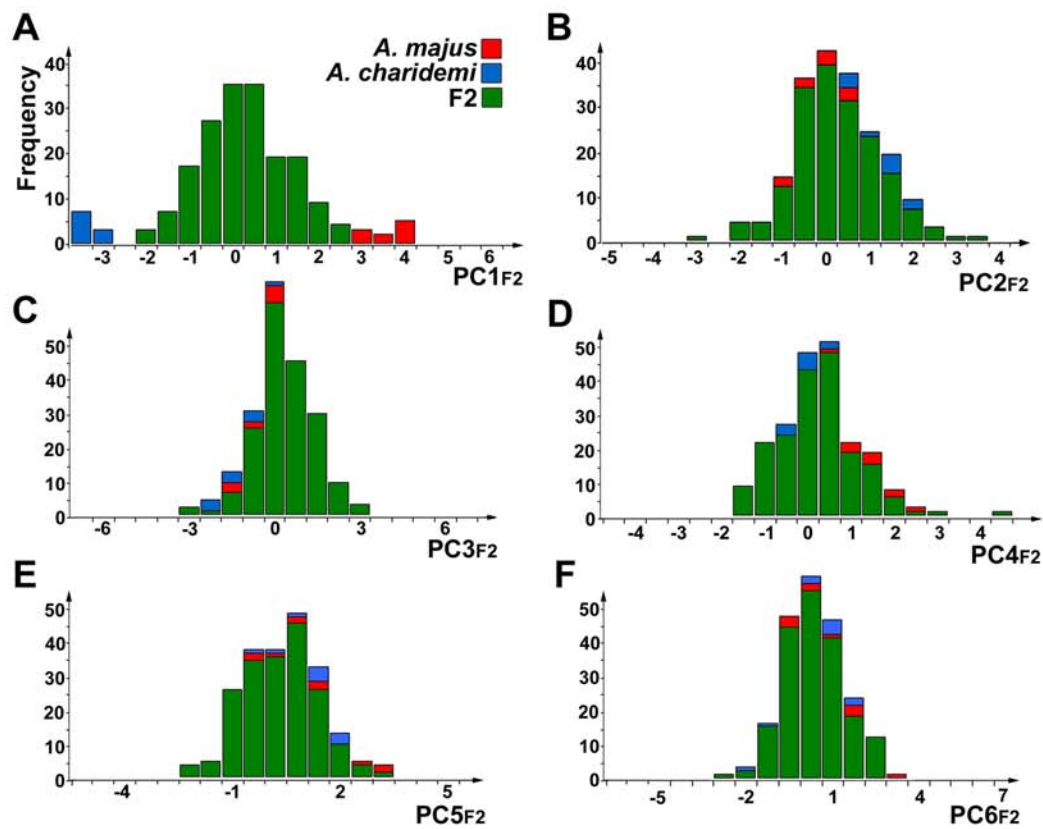 A
A. majus
A. charidemi
F2
Frequency
40
30
20
10
0
-3 -2 -1 0 1 2 3 4 5 6
PC1F2
B
40
30
20
10
0
-5 -4 -3 -2 -1 0 1 2 3 4
PC2F2
C
50
40
30
20
10
0
-6 -3 0 3 6
PC3F2
D
50
40
30
20
10
0
-4 -3 -2 -1 0 1 2 3 4
PC4F2
E
50
40
30
20
10
0
-4 -1 2 5
PC5F2
F
50
40
30
20
10
0
-5 -2 1 4 7
PC6F2